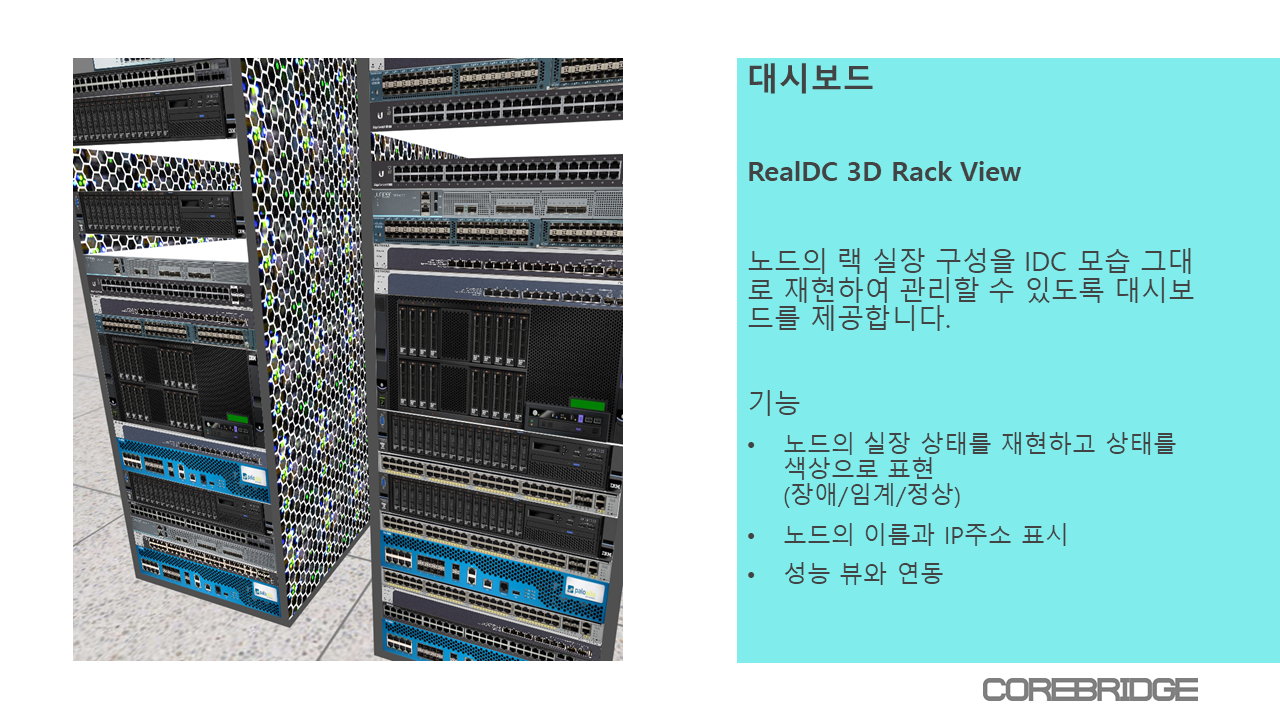 대시보드
RealDC 3D Rack View
노드의 랙 실장 구성을 IDC 모습 그대
로 재현하여 관리할 수 있도록 대시보
드를 제공합니다.
기능
• 노드의 실장 상태를 재현하고 상태를
색상으로 표현
(장애/임계/정상)
• 노드의 이름과 IP주소 표시
• 성능 뷰와 연동
COREBRIDGE
IBM
paloalto